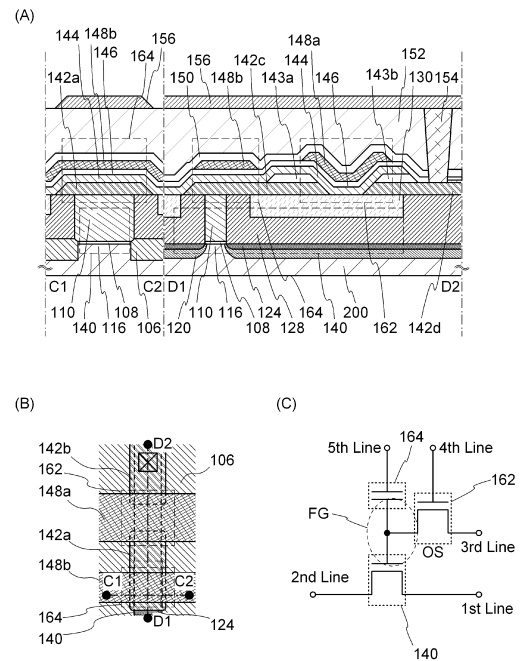 (A)
144 148b 164 156
142a 146
156 142c 148a
150 148b 143a 144 146 143b 152 130 154
C1 C2 D1 D2
110 108 110 116 124 164 140 200 142d
140 116 106 120 108 128 162
(B)
D2
142b
162
106
148a
142a
148b
C1 C2
164
D1
140
124
(C)
5th Line 164 4th Line
162
FG
OS 3rd Line
2nd Line
1st Line
140